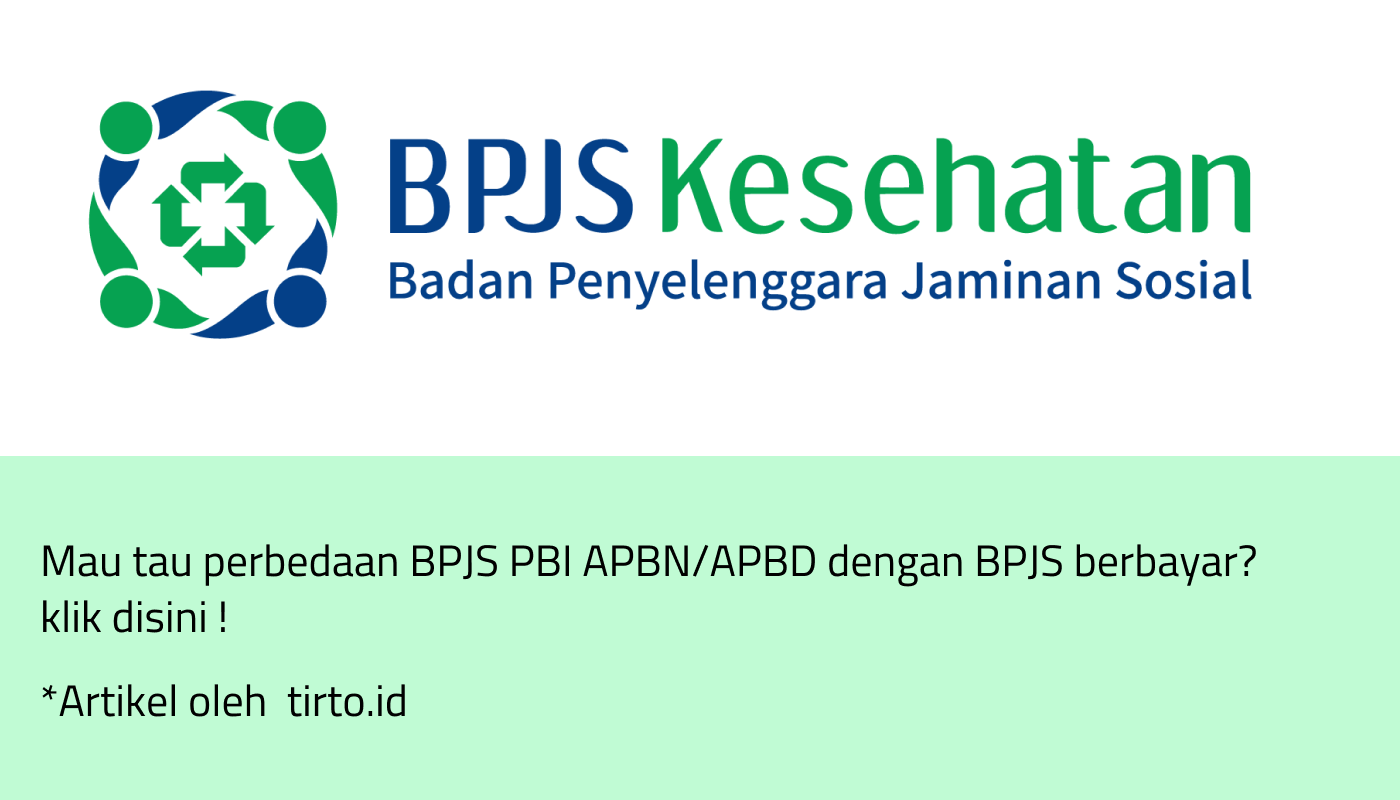 BPJS Kesehatan
Badan Penyelenggara Jaminan Sosial
Mau tau perbedaan BPJS PBI APBN/APBD dengan BPJS berbayar?
klik disini !
*Artikel oleh  tirto.id